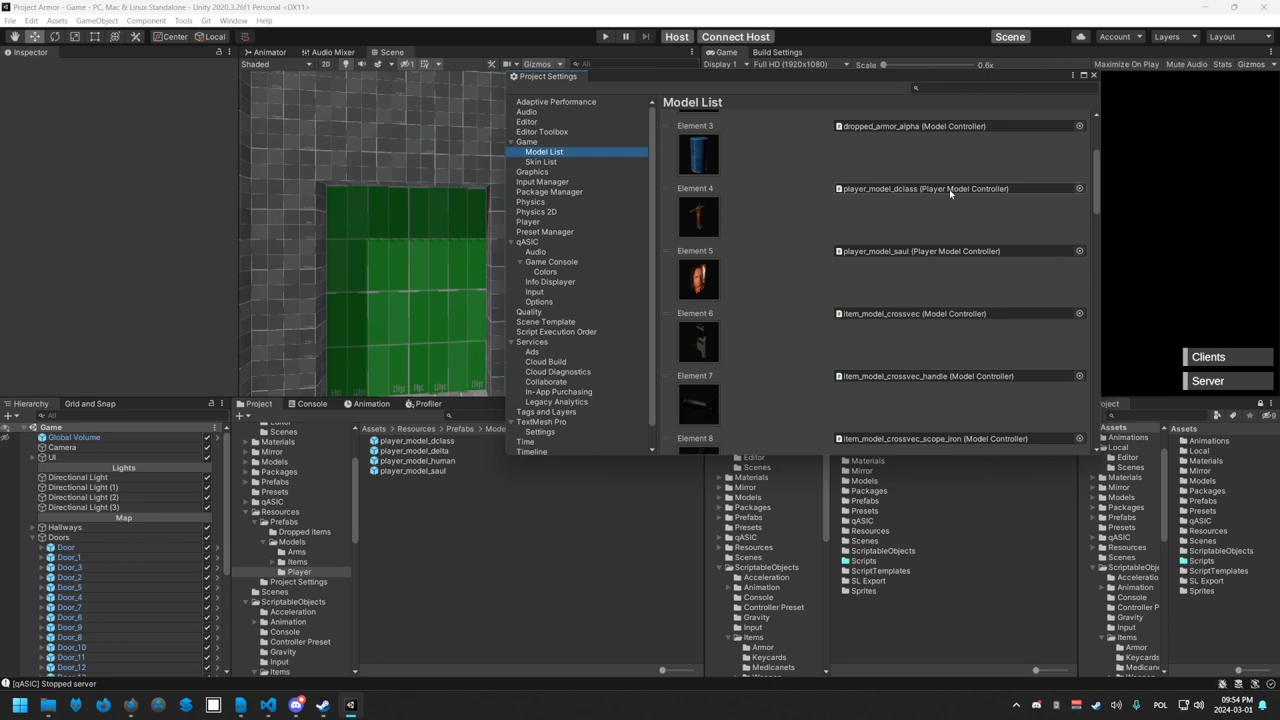 Project Armor - Game - PC, Mac & Linux Standalone - Unity 2020.3.26f1 Personal <DX11>
File Edit Assets GameObject Component Tools Git Window Help
Center Local Host Connect Host Scene Account Layers Layout
Inspector Animator Audio Mixer Scene Game Build Settings
Shaded 2D Gizmos All Display 1 Full HD (1920x1080) Scale 0.6x Maximize On Play Mute Audio Stats Gizmos
Project Settings
Adaptive Performance
Audio
Editor
Editor Toolbox
Game
Model List
Skin List
Graphics
Input Manager
Package Manager
Physics
Physics 2D
Player
Preset Manager
qASIC
Audio
Game Console
Colors
Info Displayer
Input
Options
Quality
Scene Template
Script Execution Order
Services
Ads
Cloud Build
Cloud Diagnostics
Collaborate
In-App Purchasing
Legacy Analytics
Tags and Layers
TextMesh Pro
Settings
Time
Timeline
Model List
Element 3 dropped_armor_alpha (Model Controller)
Element 4 player_model_dclass (Player Model Controller)
Element 5 player_model_saul (Player Model Controller)
Element 6 item_model_crossvec (Model Controller)
Element 7 item_model_crossvec_handle (Model Controller)
Element 8 item_model_crossvec_scope_iron (Model Controller)
Clients
Server
Hierarchy Grid and Snap
All
Game
Global Volume
Camera
UI
Lights
Directional Light
Directional Light (1)
Directional Light (2)
Directional Light (3)
Map
Hallways
Doors
Door
Door_1
Door_3
Door_2
Door_5
Door_4
Door_7
Door_6
Door_9
Door_8
Door_10
Door_11
Door_12
Project Console Animation Profiler
Scenes
Materials
Mirror
Models
Packages
Prefabs
Presets
qASIC
Resources
Prefabs
Dropped items
Models
Arms
Items
Player
Project Settings
Scenes
ScriptableObjects
Acceleration
Animation
Console
Controller Preset
Gravity
Input
Items
Assets > Resources > Prefabs > Mode
player_model_dclass
player_model_delta
player_model_human
player_model_saul
Editor
Scenes
Materials
Mirror
Models
Packages
Prefabs
Presets
qASIC
Resources
Scenes
ScriptableObjects
Acceleration
Animation
Console
Controller Preset
Gravity
Input
Items
Armor
Keycards
Medicanets
Materials
Mirror
Models
Packages
Prefabs
Presets
qASIC
Resources
Scenes
ScriptableObjects
Scripts
ScriptTemplates
SL Export
Sprites
oject
9
Assets
Animations
Local
Editor
Scenes
Materials
Mirror
Models
Packages
Prefabs
Presets
qASIC
Resources
Scenes
ScriptableObje
Acceleratio
Animation
Console
Controller P
Gravity
Input
Items
Armor
Keycards
Medicane
Assets
Animations
Local
Materials
Mirror
Models
Packages
Prefabs
Presets
qASIC
Resources
Scenes
ScriptableObjects
Scripts
ScriptTemplates
SL Export
Sprites
[qASIC] Stopped server
POL
09:54 PM
2024-03-01